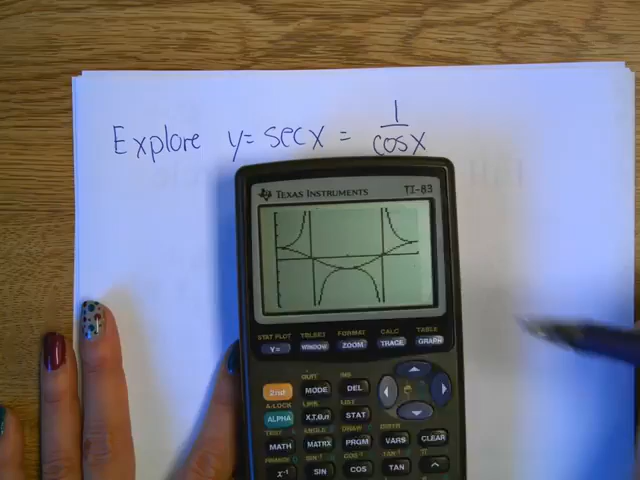 Explore y = sec x = 1/cos x
TEXAS INSTRUMENTS TI-83
STAT PLOT TBLSET FORMAT CALC TABLE
Y= WINDOW ZOOM TRACE GRAPH
QUIT INS
2nd MODE DEL
A-LOCK LINK LIST
ALPHA X,T,θ,n STAT
TEST ANGLE DRAW DISTR
MATH MATRX PRGM VARS CLEAR
SIN⁻¹ COS⁻¹ TAN⁻¹ π
x⁻¹ SIN COS TAN ^